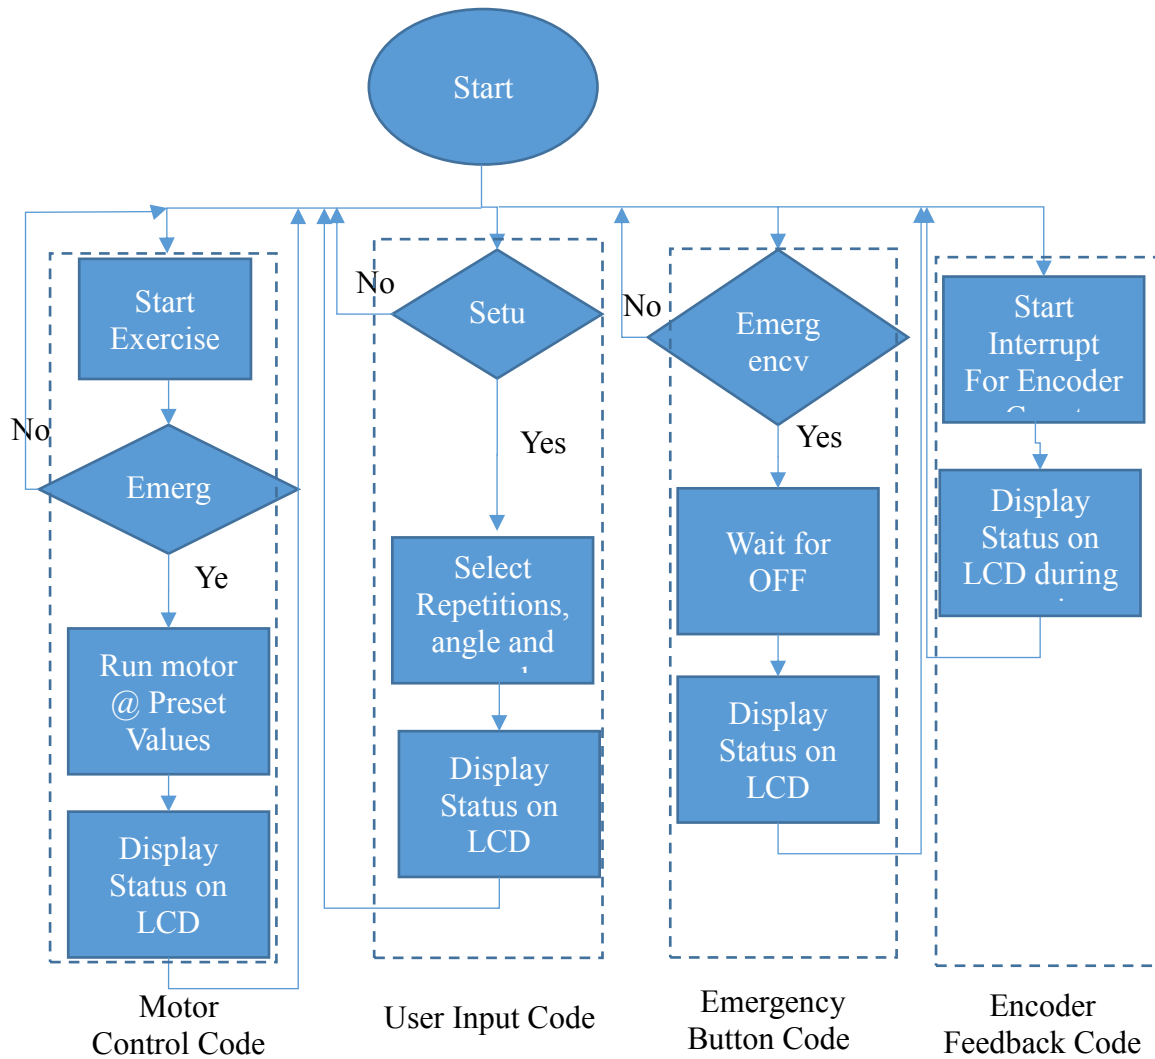 Start
Start
Exercise
No
Emerg
Ye
Run motor
@ Preset
Values
Display
Status on
LCD
Motor
Control Code
No
Setu
Yes
Select
Repetitions,
angle and
Display
Status on
LCD
User Input Code
No
Emerg
Yes
Wait for
OFF
Display
Status on
LCD
Emergency
Button Code
Start
Interrupt
For Encoder
Display
Status on
LCD during
Encoder
Feedback Code